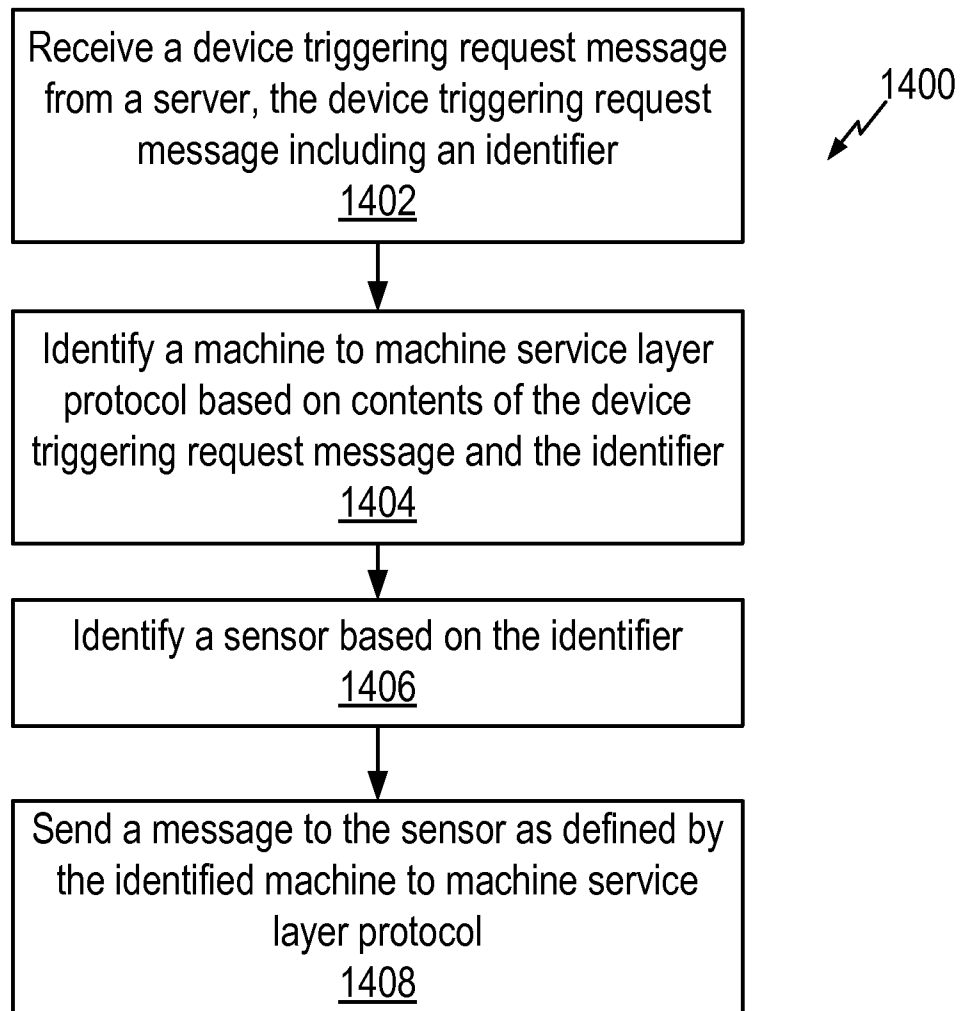 Receive a device triggering request message
from a server, the device triggering request
message including an identifier
1402
1400
Identify a machine to machine service layer
protocol based on contents of the device
triggering request message and the identifier
1404
Identify a sensor based on the identifier
1406
Send a message to the sensor as defined by
the identified machine to machine service
layer protocol
1408